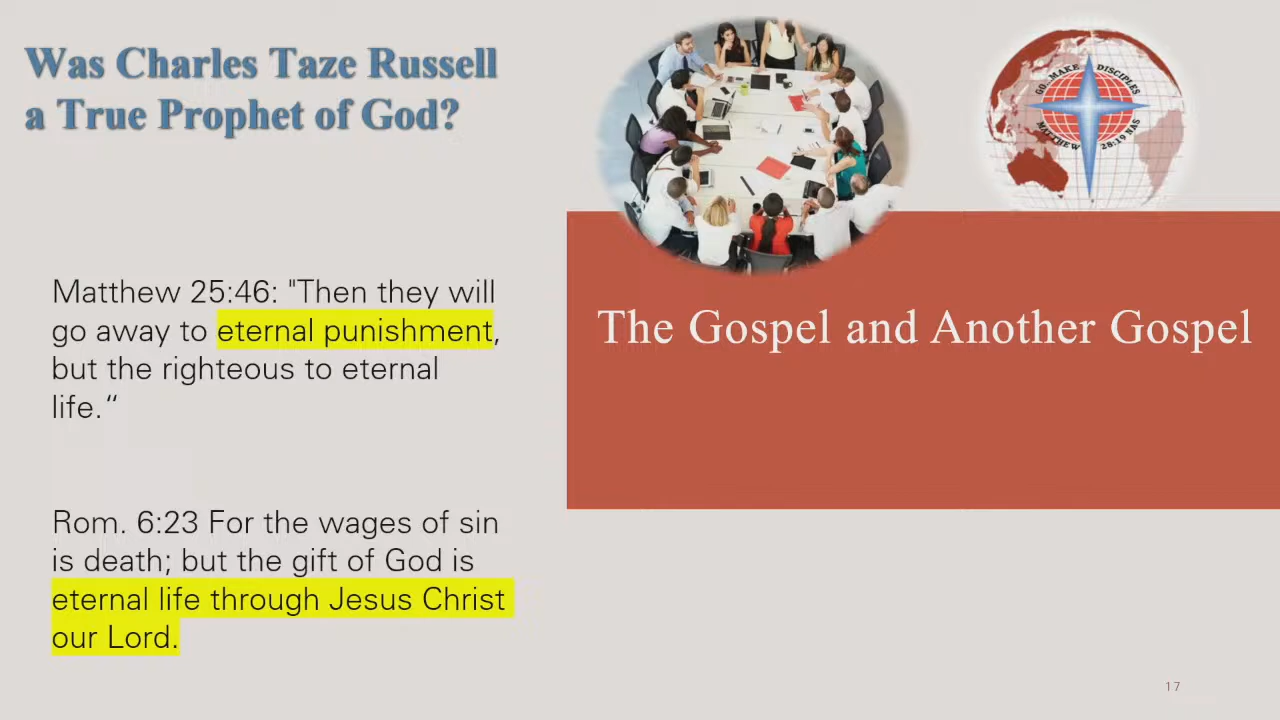 Was Charles Taze Russell
a True Prophet of God?
GO...MAKE DISCIPLES
MATTHEW 28:19 NAS
The Gospel and Another Gospel
Matthew 25:46: "Then they will
go away to eternal punishment,
but the righteous to eternal
life.“
Rom. 6:23 For the wages of sin
is death; but the gift of God is
eternal life through Jesus Christ
our Lord.
17